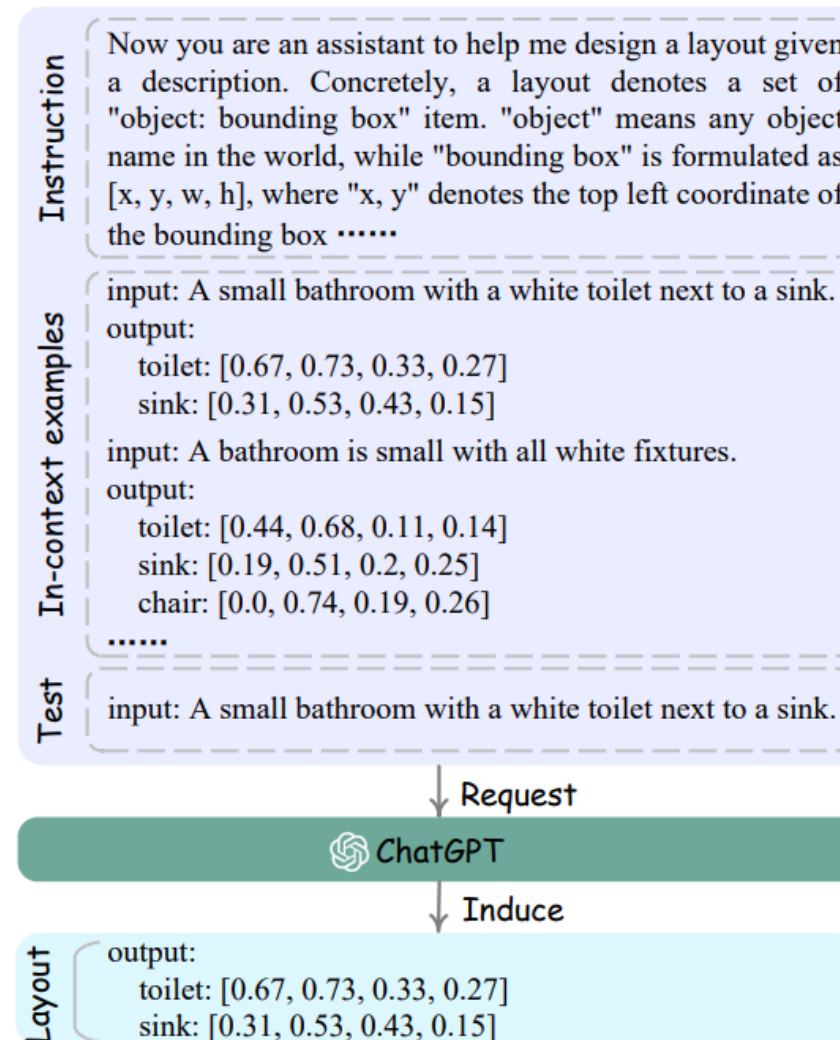 Instruction
Now you are an assistant to help me design a layout given
a description. Concretely, a layout denotes a set of
"object: bounding box" item. "object" means any object
name in the world, while "bounding box" is formulated as
[x, y, w, h], where "x, y" denotes the top left coordinate of
the bounding box ······
In-context examples
input: A small bathroom with a white toilet next to a sink.
output:
toilet: [0.67, 0.73, 0.33, 0.27]
sink: [0.31, 0.53, 0.43, 0.15]
input: A bathroom is small with all white fixtures.
output:
toilet: [0.44, 0.68, 0.11, 0.14]
sink: [0.19, 0.51, 0.2, 0.25]
chair: [0.0, 0.74, 0.19, 0.26]
······
Test
input: A small bathroom with a white toilet next to a sink.
Request
ChatGPT
Induce
Layout
output:
toilet: [0.67, 0.73, 0.33, 0.27]
sink: [0.31, 0.53, 0.43, 0.15]